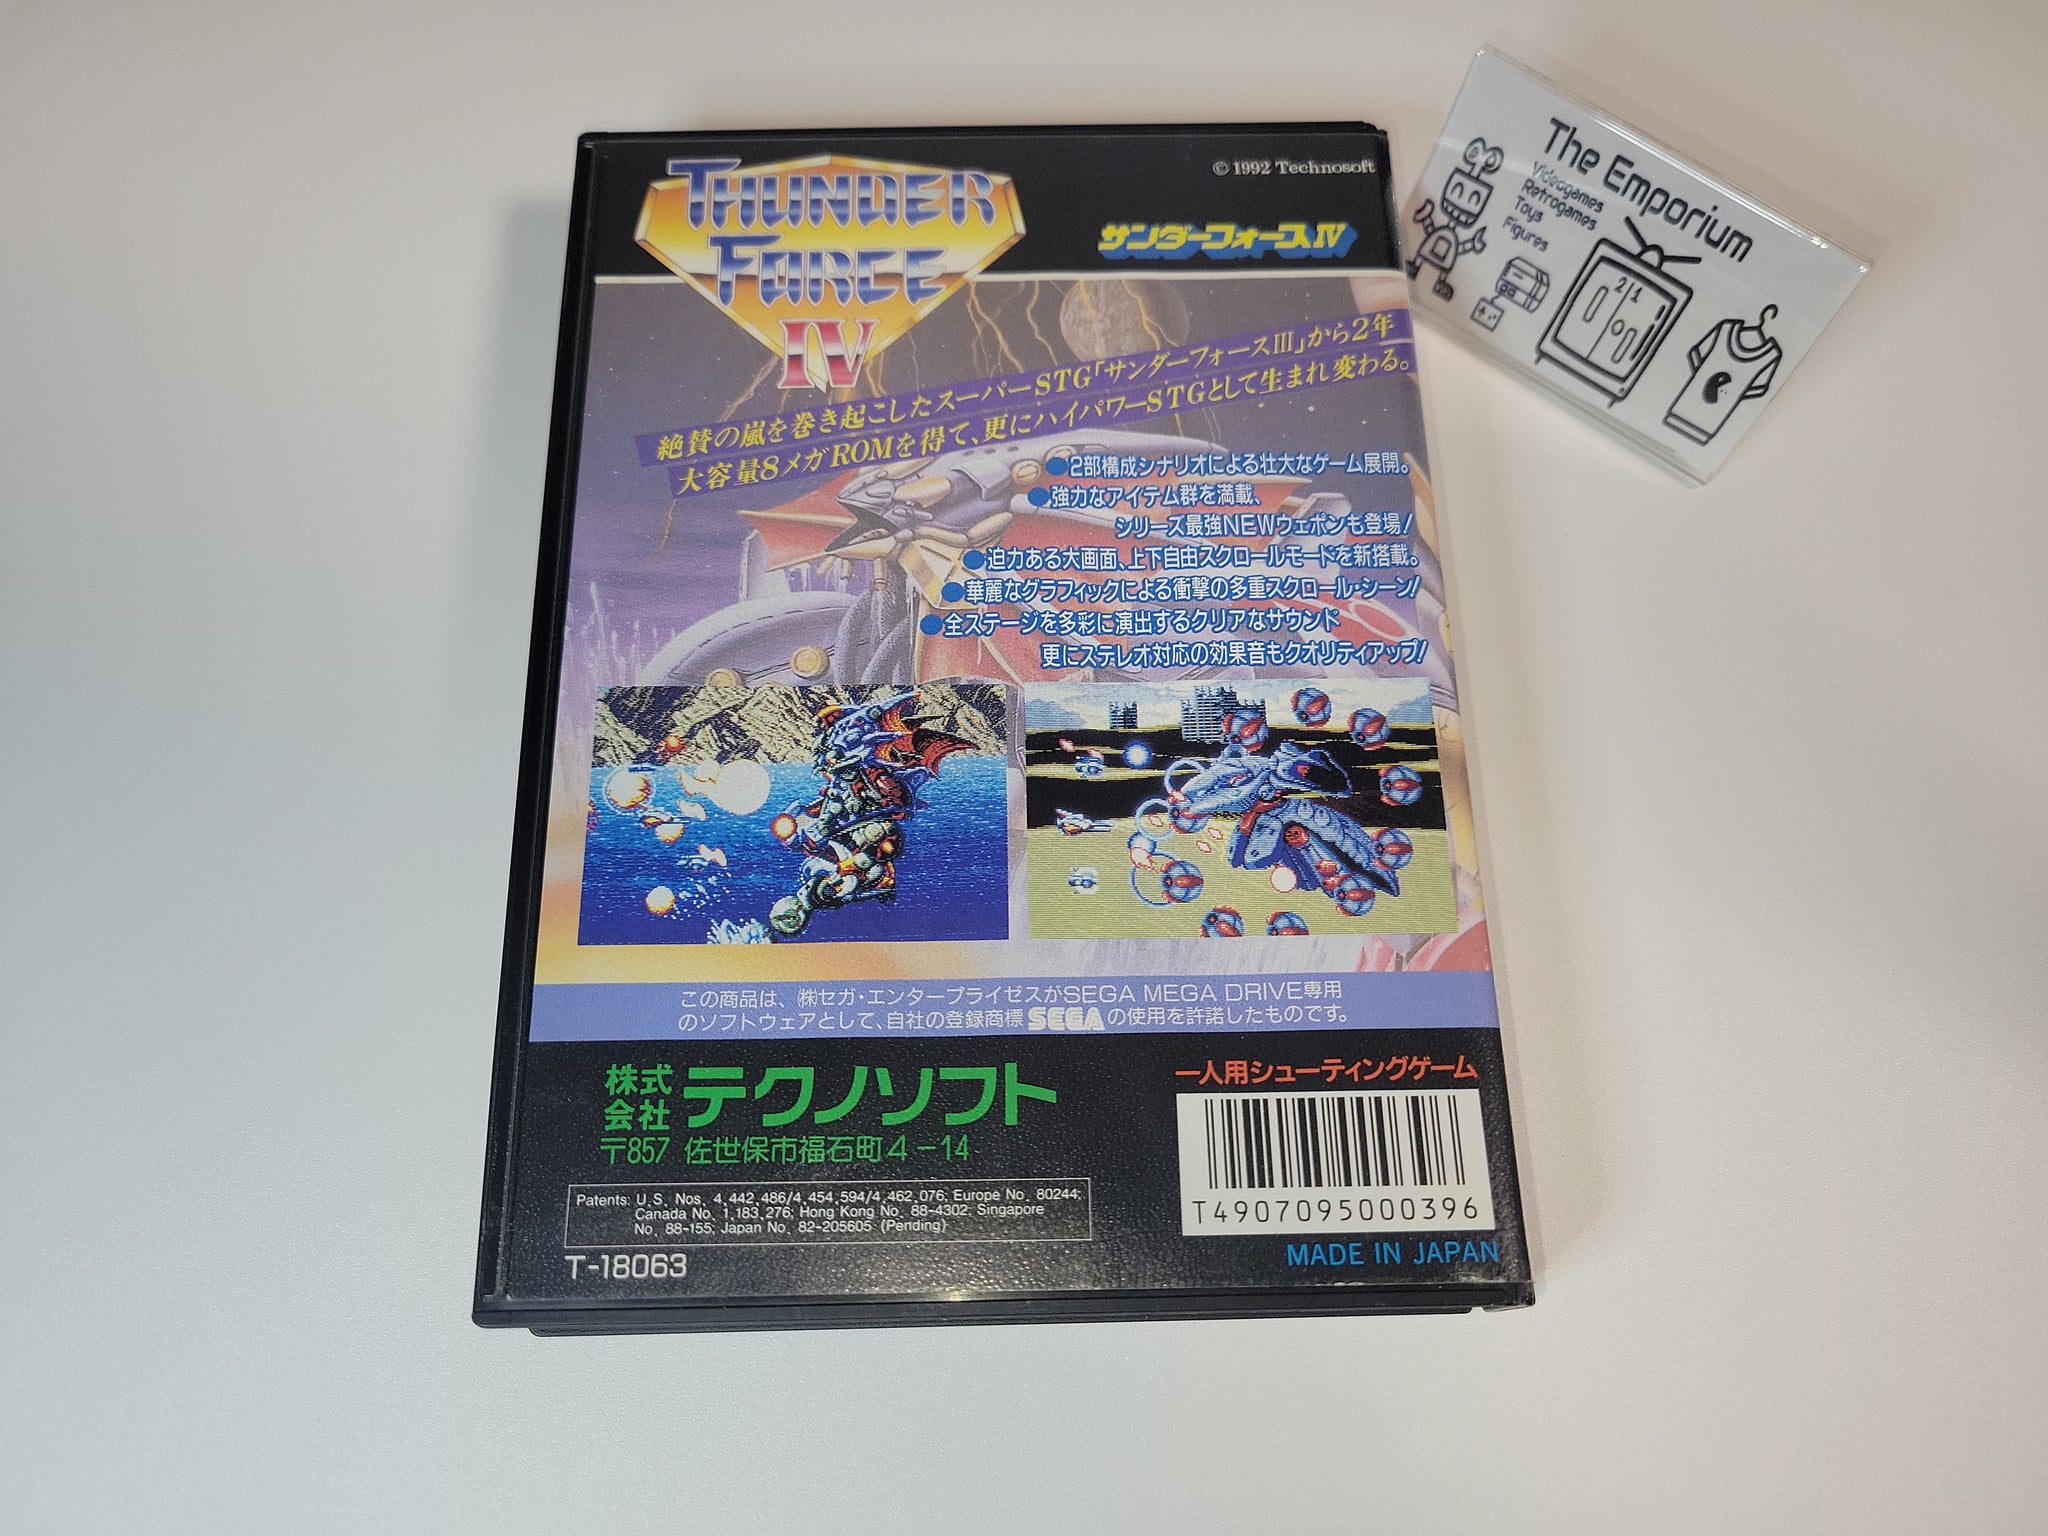 THUNDER
FORCE
IV
© 1992 Technosoft
サンダーフォースIV
絶賛の嵐を巻き起こしたスーパーSTG「サンダーフォースIII」から2年
大容量8メガROMを得て、更にハイパワーSTGとして生まれ変わる。
●2部構成シナリオによる壮大なゲーム展開。
●強力なアイテム群を満載、
シリーズ最強NEWウェポンも登場!
●迫力ある大画面、上下自由スクロールモードを新搭載。
●華麗なグラフィックによる衝撃の多重スクロール・シーン!
●全ステージを多彩に演出するクリアなサウンド
更にステレオ対応の効果音もクオリティアップ!
この商品は、㈱セガ・エンタープライゼスがSEGA MEGA DRIVE専用
のソフトウェアとして、自社の登録商標 SEGA の使用を許諾したものです。
株式会社 テクノソフト
〒857 佐世保市福石町4-14
一人用シューティングゲーム
T4907095000396
MADE IN JAPAN
Patents: U.S. Nos. 4,442,486/4,454,594/4,462,076; Europe No. 80244;
Canada No. 1,183,276; Hong Kong No. 88-4302; Singapore
No. 88-155; Japan No. 82-205605 (Pending)
T-18063
The Emporium
Videogames
Retrogames
Toys
Figures
2 1